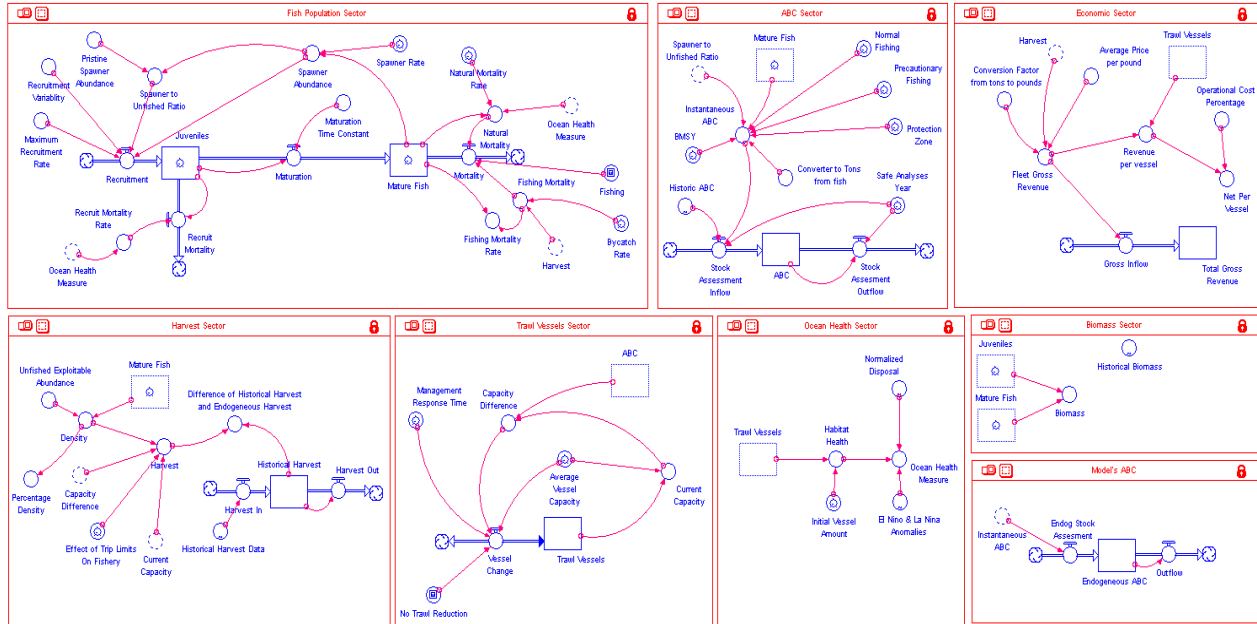 Fish Population Sector
Pristine
Spawner
Abundance
Recruitment
Variablity
Spawner to
Unfished Ratio
Maximum
Recruitment
Rate
Recruitment
Juveniles
Spawner
Abundance
Spawner Rate
Maturation
Time Constant
Maturation
Natural Mortality
Rate
Ocean Health
Measure
Natural
Mortality
Mature Fish
Mortality
Fishing Mortality
Fishing
Recruit Mortality
Rate
Recruit
Mortality
Ocean Health
Measure
Fishing Mortality
Rate
Harvest
Bycatch
Rate
ABC Sector
Spawner to
Unfished Ratio
Mature Fish
Normal
Fishing
Precautionary
Fishing
Instantaneous
ABC
BMSY
Protection
Zone
Converter to Tons
from fish
Historic ABC
Safe Analyses
Year
Stock
Assessment
Inflow
ABC
Stock
Assesment
Outflow
Economic Sector
Harvest
Average Price
per pound
Trawl Vessels
Conversion Factor
from tons to pounds
Operational Cost
Percentage
Fleet Gross
Revenue
Revenue
per vessel
Net Per
Vessel
Gross Inflow
Total Gross
Revenue
Harvest Sector
Unfished Exploitable
Abundance
Mature Fish
Difference of Historical Harvest
and Endogeneous Harvest
Density
Harvest
Percentage
Density
Capacity
Difference
Historical Harvest
Harvest Out
Harvest In
Effect of Trip Limits
On Fishery
Current
Capacity
Historical Harvest Data
Trawl Vessels Sector
ABC
Management
Response Time
Capacity
Difference
Average
Vessel
Capacity
Current
Capacity
Vessel
Change
Trawl Vessels
No Trawl Reduction
Ocean Health Sector
Normalized
Disposal
Trawl Vessels
Habitat
Health
Ocean Health
Measure
Initial Vessel
Amount
El Nino & La Nina
Anomalies
Biomass Sector
Juveniles
Historical Biomass
Mature Fish
Biomass
Model's ABC
Instantaneous
ABC
Endog Stock
Assesment
Endogeneous ABC
Outflow